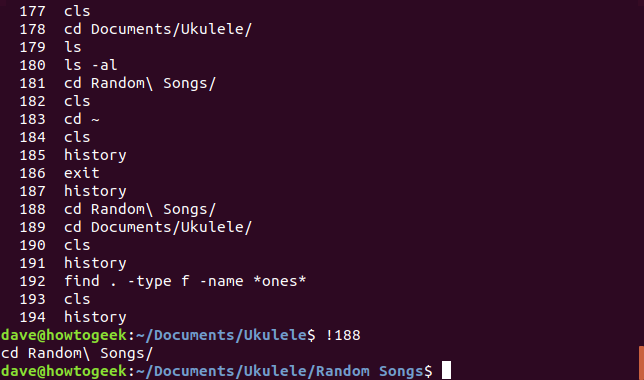 177 cls
178 cd Documents/Ukulele/
179 ls
180 ls -al
181 cd Random\ Songs/
182 cls
183 cd ~
184 cls
185 history
186 exit
187 history
188 cd Random\ Songs/
189 cd Documents/Ukulele/
190 cls
191 history
192 find . -type f -name *ones*
193 cls
194 history
dave@howtogeek:~/Documents/Ukulele$ !188
cd Random\ Songs/
dave@howtogeek:~/Documents/Ukulele/Random Songs$